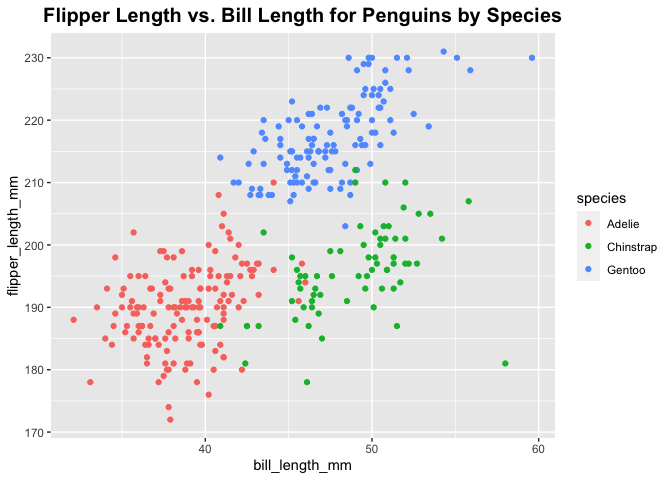 Flipper Length vs. Bill Length for Penguins by Species
flipper_length_mm
230
220
210
200
190
180
170
40
50
60
bill_length_mm
species
Adelie
Chinstrap
Gentoo